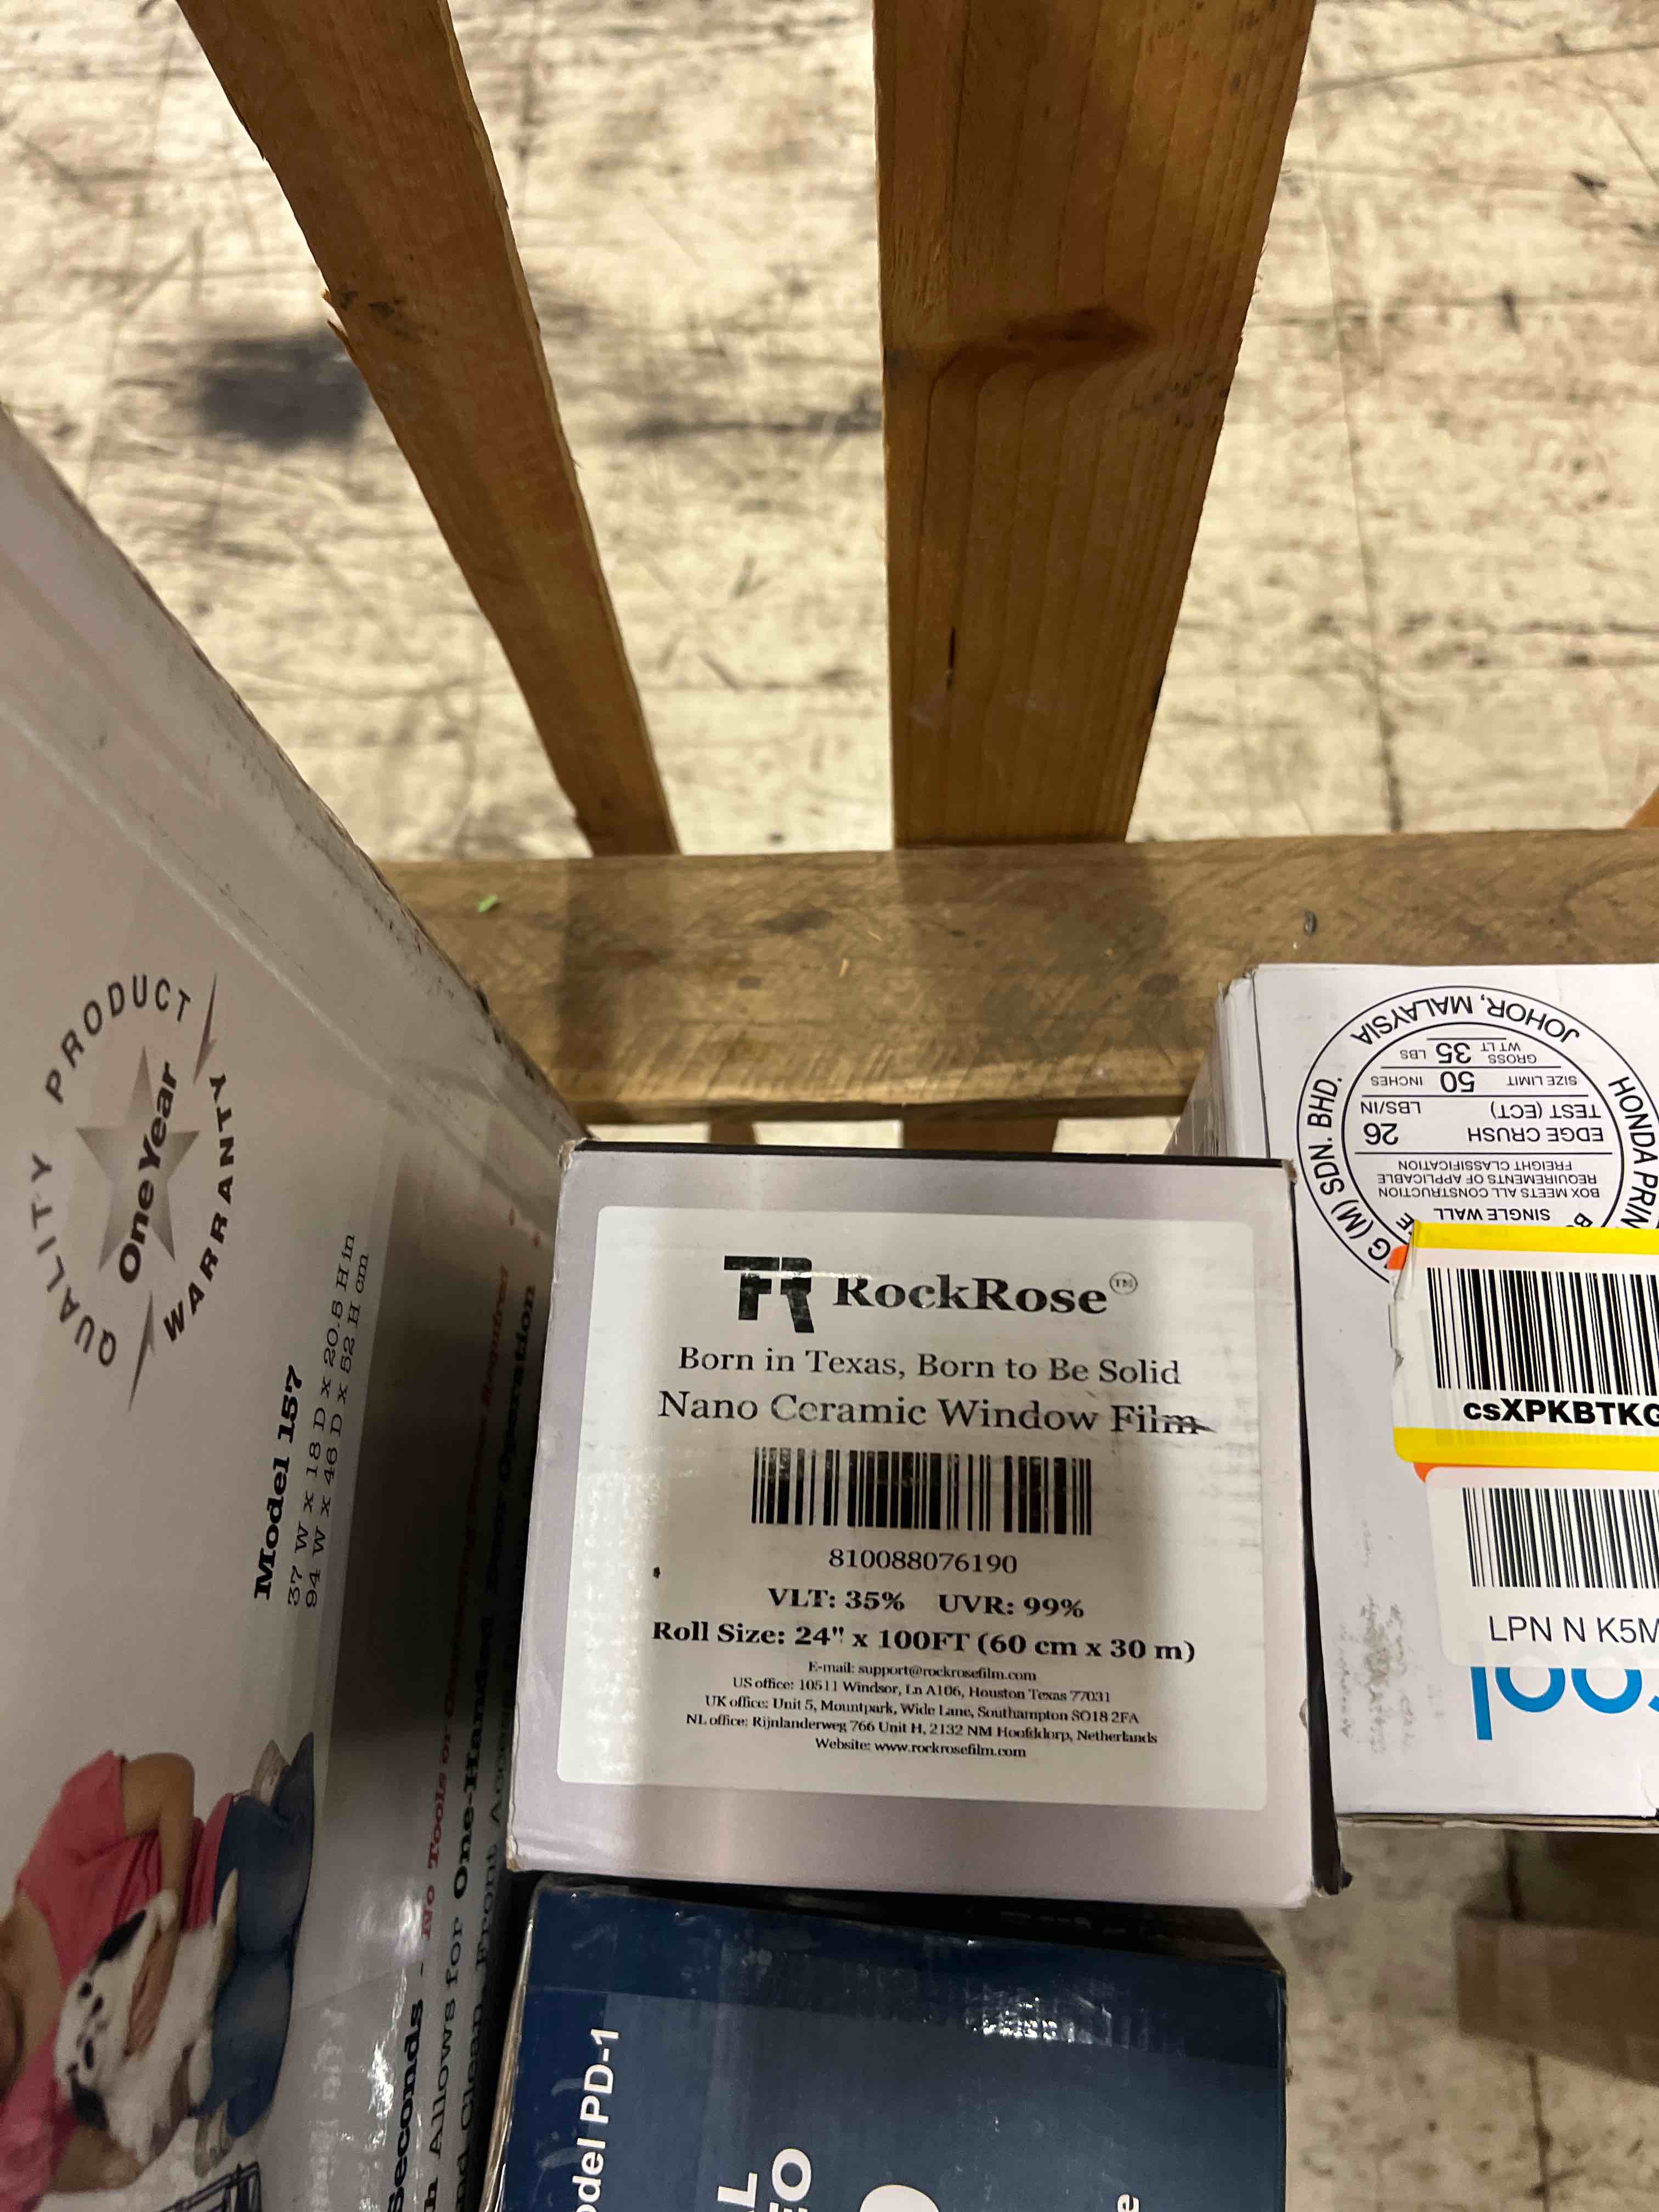 QUALITY PRODUCT
One Year
WARRANTY
Model 157
37 W x 18 D x 20.5 H in
94 W x 46 D x 52 H cm
No Tools or
Seconds -
Allows for One-Handed Door Operation
RockRose™
Born in Texas, Born to Be Solid
Nano Ceramic Window Film
810088076190
VLT: 35% UVR: 99%
Roll Size: 24" x 100FT (60 cm x 30 m)
E-mail: support@rockrosefilm.com
US office: 10511 Windsor, Ln A106, Houston Texas 77031
UK office: Unit 5, Mountpark, Wide Lane, Southampton SO18 2FA
NL office: Rijnlanderweg 766 Unit H, 2132 NM Hoofddorp, Netherlands
Website: www.rockrosefilm.com
(M) SDN. BHD.
JOHOR, MALAYSIA
HONDA PRIN
SINGLE WALL
BOX MEETS ALL CONSTRUCTION
REQUIREMENTS OF APPLICABLE
FREIGHT CLASSIFICATION
EDGE CRUSH
TEST (ECT) 26 LBS/IN
SIZE LIMIT 50 INCHES
GROSS WT LT 35 LBS
csXPKBTKG
LPN N K5M
odel PD-1